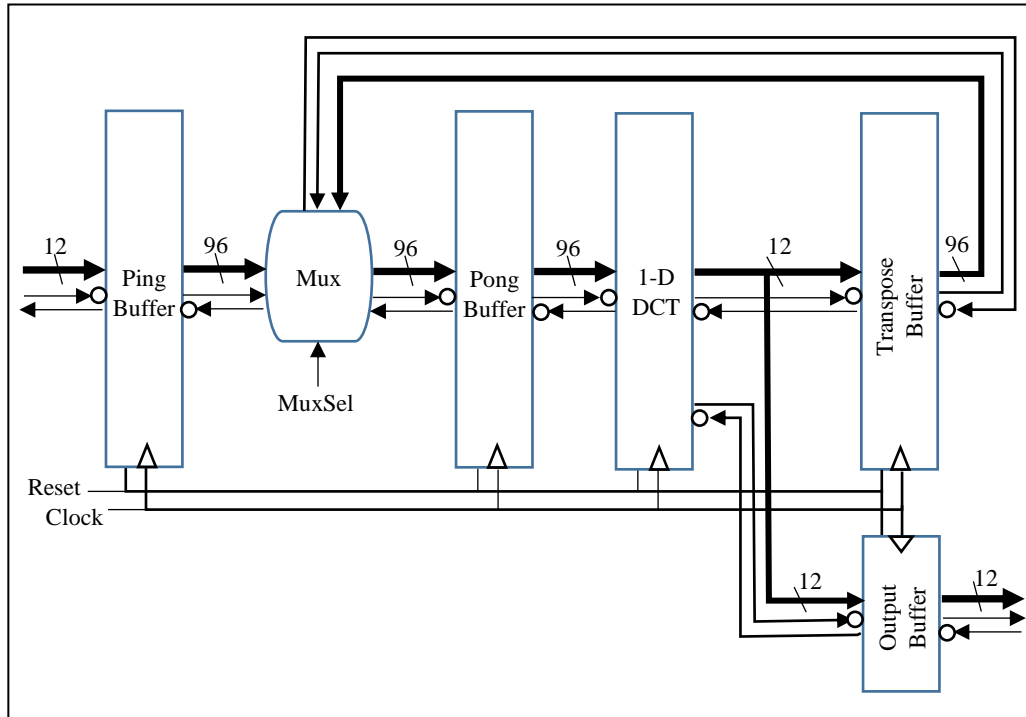 12
Ping
Buffer
96
Mux
MuxSel
96
Pong
Buffer
96
1-D
DCT
12
Transpose
Buffer
96
Reset
Clock
12
Output
Buffer
12